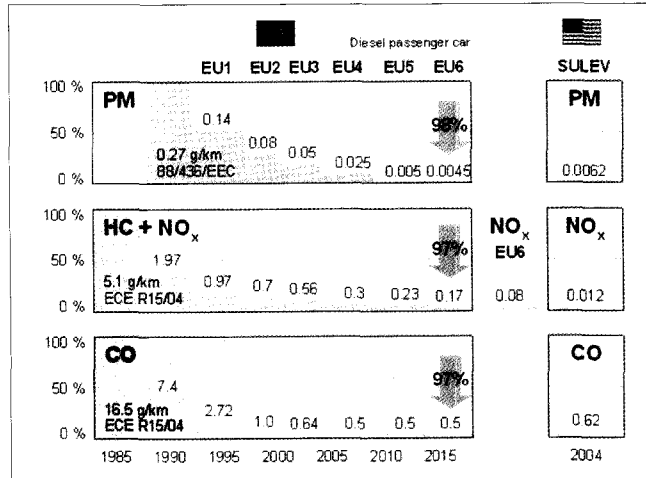 Diesel passenger car
EU1 EU2 EU3 EU4 EU5 EU6 SULEV
100 % PM 98% PM
0.14
50 %
0.08
0.27 g/km 0.05 0.025
88/436/EEC 0.005 0.0045 0.0062
0 %
100 % HC + NOx 97% NOx NOx
EU6
50 % 1.97
5.1 g/km 0.97 0.7 0.56 0.3 0.23 0.17 0.08 0.012
ECE R15/04
0 %
100 % CO 97% CO
50 % 7.4
16.5 g/km 2.72 1.0 0.64 0.5 0.5 0.5 0.62
ECE R15/04
0 %
1985 1990 1995 2000 2005 2010 2015 2004